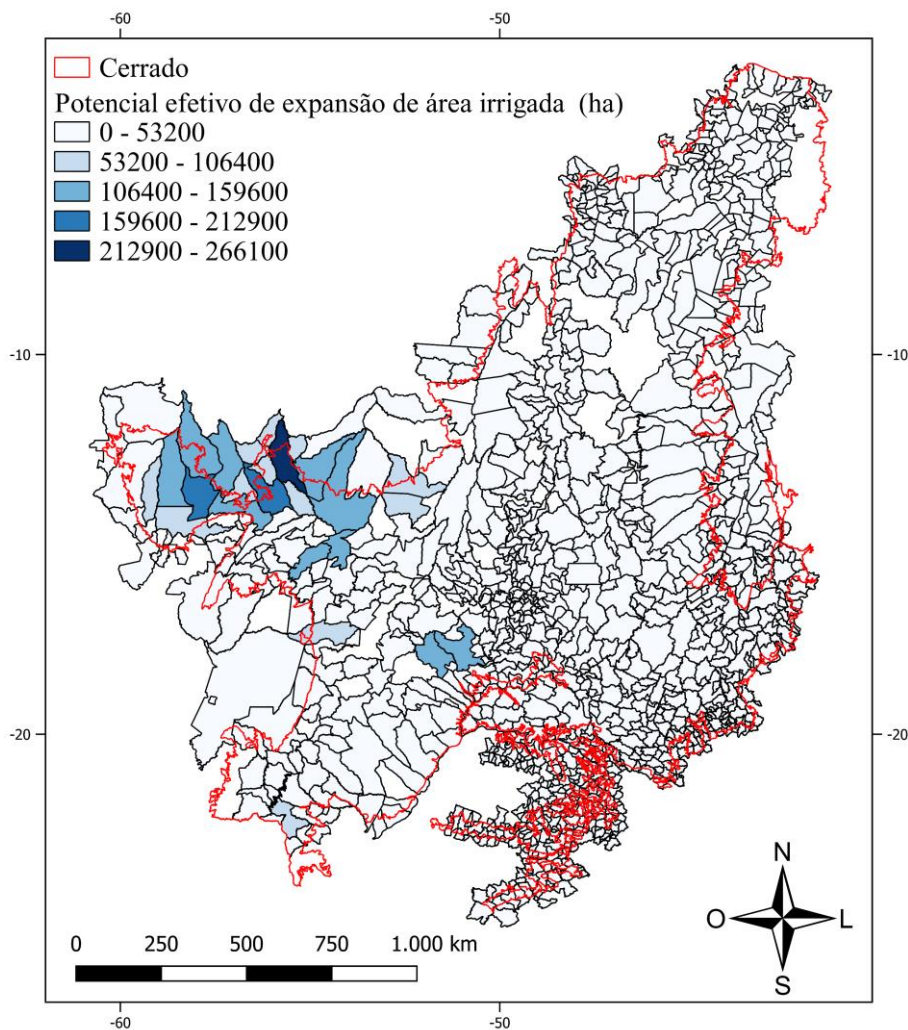 -60 -50
Cerrado
Potencial efetivo de expansão de área irrigada (ha)
0 - 53200
53200 - 106400
106400 - 159600
159600 - 212900
212900 - 266100
-10 -10
-20 -20
N
O L
S
0 250 500 750 1.000 km
-60 -50